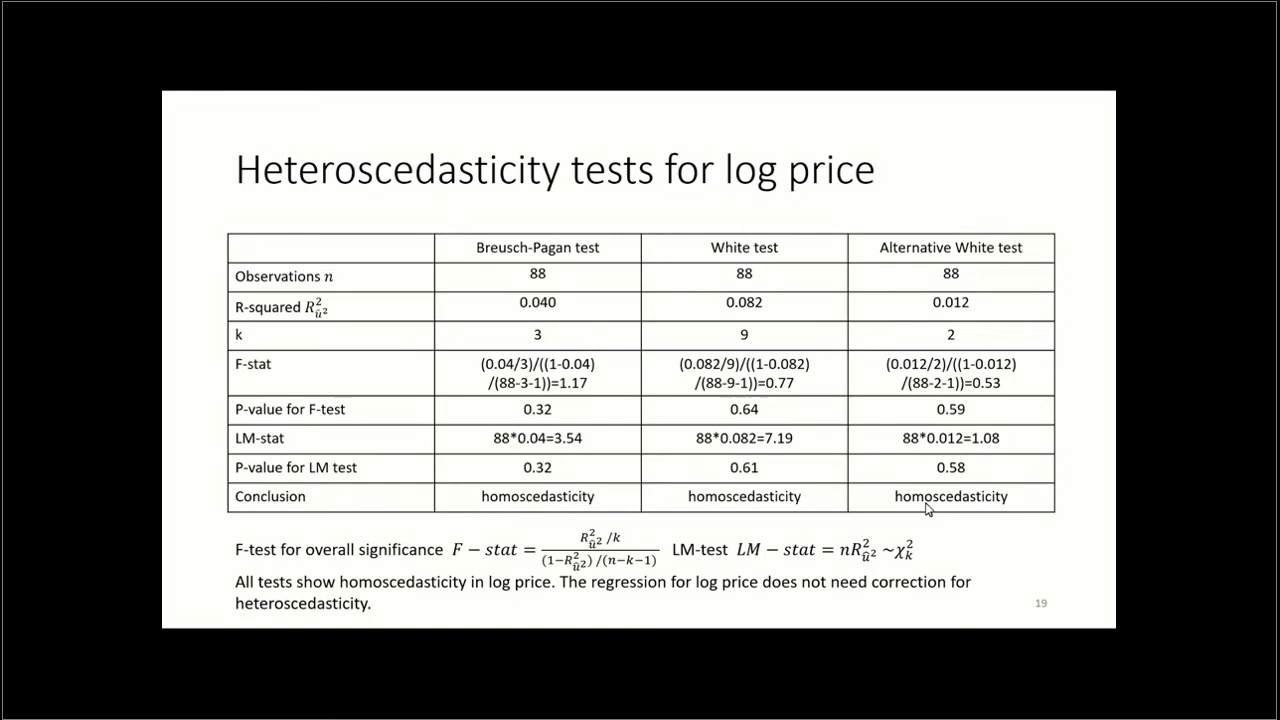 Heteroscedasticity tests for log price
Breusch-Pagan test White test Alternative White test
Observations n 88 88 88
R-squared R²_û² 0.040 0.082 0.012
k 3 9 2
F-stat (0.04/3)/((1-0.04) (0.082/9)/((1-0.082) (0.012/2)/((1-0.012)
/(88-3-1))=1.17 /(88-9-1))=0.77 /(88-2-1))=0.53
P-value for F-test 0.32 0.64 0.59
LM-stat 88*0.04=3.54 88*0.082=7.19 88*0.012=1.08
P-value for LM test 0.32 0.61 0.58
Conclusion homoscedasticity homoscedasticity homoscedasticity
F-test for overall significance F − stat = (R²_û² /k) / ((1−R²_û²) /(n−k−1)) LM-test LM − stat = nR²_û² ~χ²_k
All tests show homoscedasticity in log price. The regression for log price does not need correction for
heteroscedasticity.
19